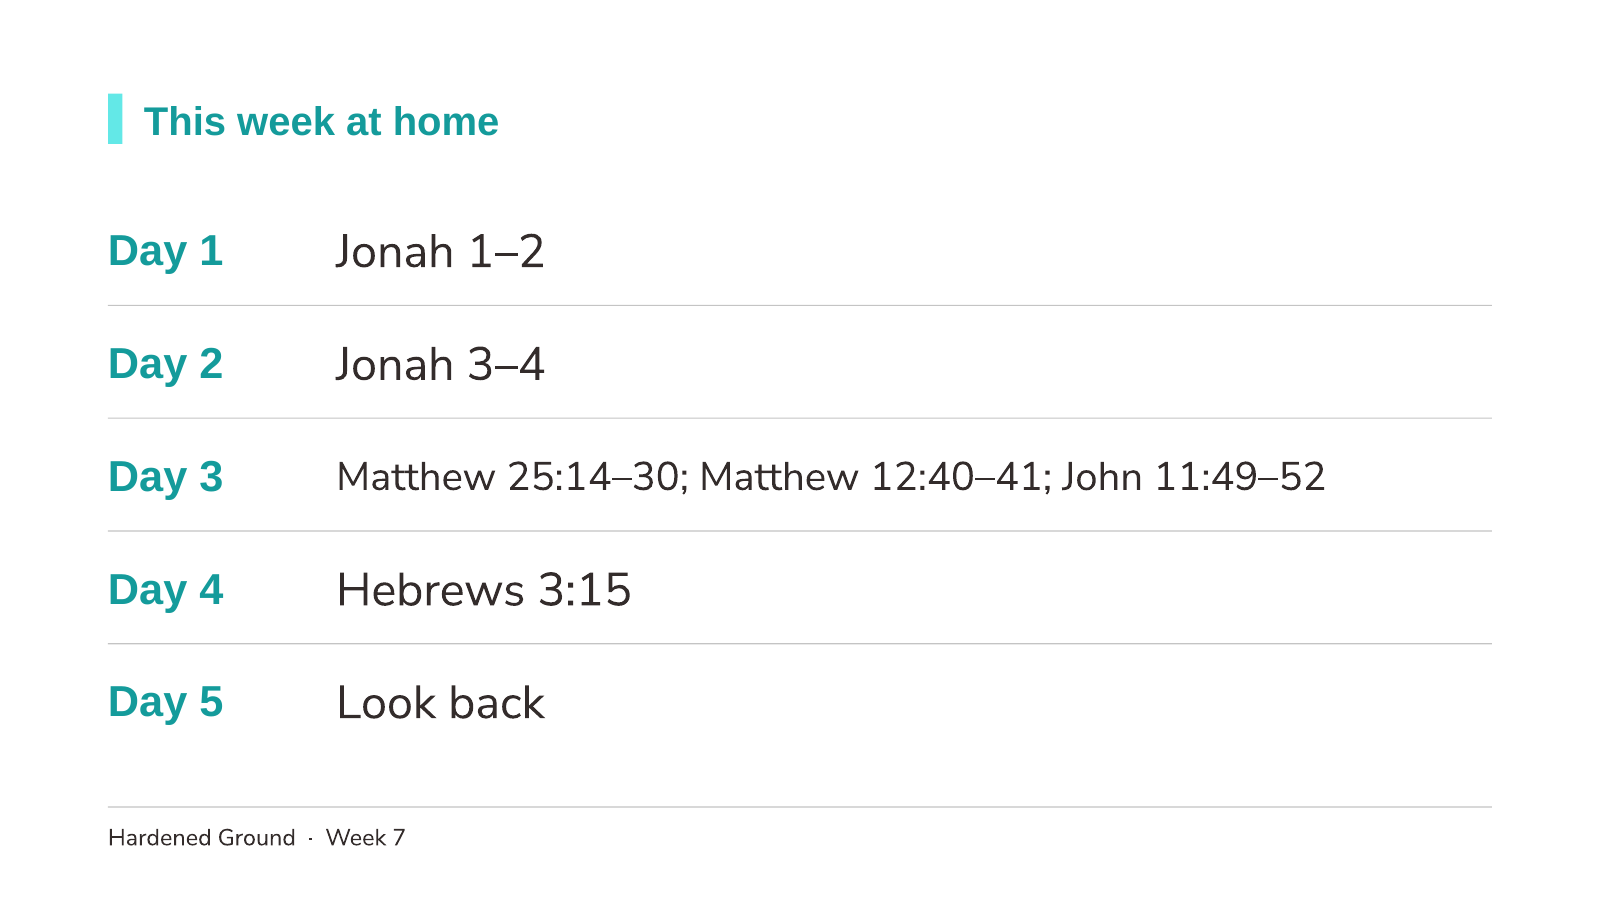 This week at home
Day 1 Jonah 1–2
Day 2 Jonah 3–4
Day 3 Matthew 25:14–30; Matthew 12:40–41; John 11:49–52
Day 4 Hebrews 3:15
Day 5 Look back
Hardened Ground · Week 7